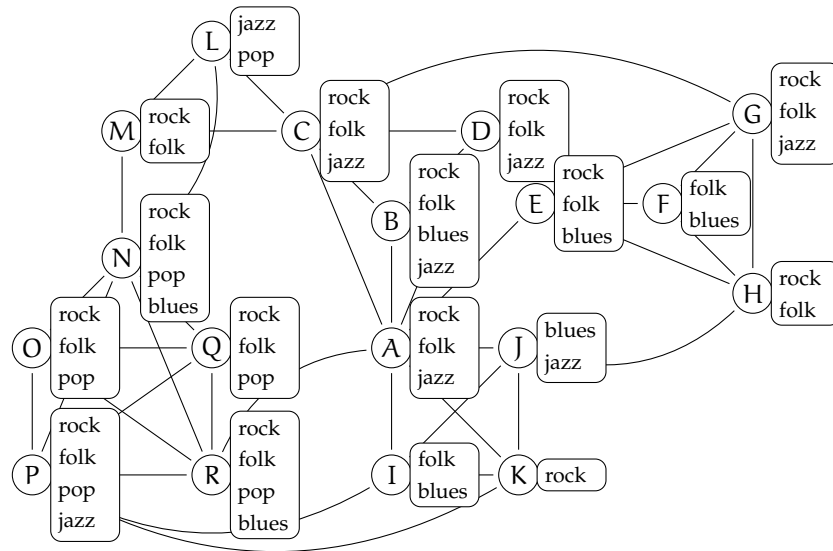 L
jazz
pop
M
rock
folk
C
rock
folk
jazz
D
rock
folk
jazz
G
rock
folk
jazz
B
rock
folk
blues
jazz
E
rock
folk
blues
F
folk
blues
N
rock
folk
pop
blues
H
rock
folk
O
rock
folk
pop
Q
rock
folk
pop
A
rock
folk
jazz
J
blues
jazz
P
rock
folk
pop
jazz
R
rock
folk
pop
blues
I
folk
blues
K
rock